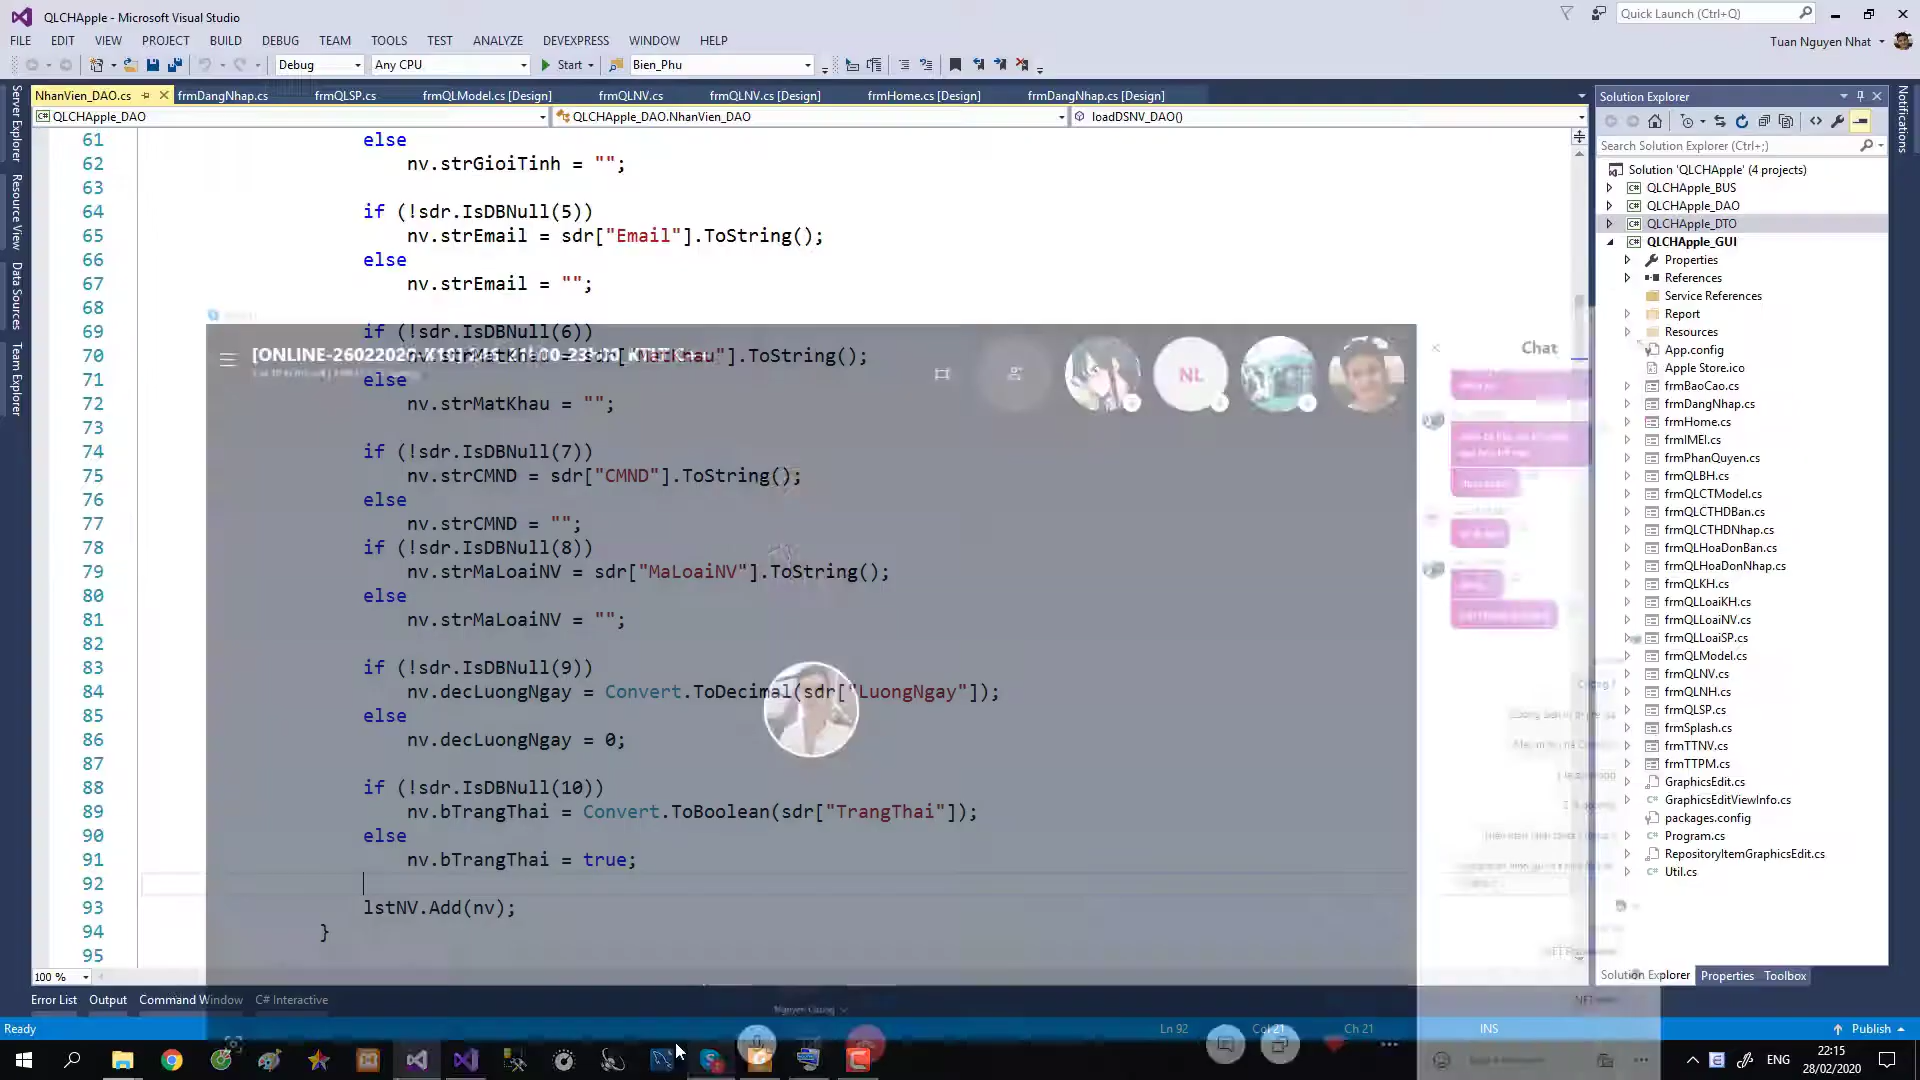 QLCHApple - Microsoft Visual Studio
Quick Launch (Ctrl+Q)
FILE EDIT VIEW PROJECT BUILD DEBUG TEAM TOOLS TEST ANALYZE DEVEXPRESS WINDOW HELP
Tuan Nguyen Nhat
Debug Any CPU Start Bien_Phu
NhanVien_DAO.cs frmDangNhap.cs frmQLSP.cs frmQLModel.cs [Design] frmQLNV.cs frmQLNV.cs [Design] frmHome.cs [Design] frmDangNhap.cs [Design]
QLCHApple_DAO QLCHApple_DAO.NhanVien_DAO loadDSNV_DAO()
Server Explorer
Resource View
Data Sources
Team Explorer
61 else
62 nv.strGioiTinh = "";
63
64 if (!sdr.IsDBNull(5))
65 nv.strEmail = sdr["Email"].ToString();
66 else
67 nv.strEmail = "";
68
69 if (!sdr.IsDBNull(6))
70 nv.strMatKhau = sdr["MatKhau"].ToString();
71 else
72 nv.strMatKhau = "";
73
74 if (!sdr.IsDBNull(7))
75 nv.strCMND = sdr["CMND"].ToString();
76 else
77 nv.strCMND = "";
78 if (!sdr.IsDBNull(8))
79 nv.strMaLoaiNV = sdr["MaLoaiNV"].ToString();
80 else
81 nv.strMaLoaiNV = "";
82
83 if (!sdr.IsDBNull(9))
84 nv.decLuongNgay = Convert.ToDecimal(sdr["LuongNgay"]);
85 else
86 nv.decLuongNgay = 0;
87
88 if (!sdr.IsDBNull(10))
89 nv.bTrangThai = Convert.ToBoolean(sdr["TrangThai"]);
90 else
91 nv.bTrangThai = true;
92
93 lstNV.Add(nv);
94 }
95
NL
Chat
100 %
Error List Output Command Window C# Interactive
Ready Ln 92 Col 21 Ch 21 INS Publish
Solution Explorer
Search Solution Explorer (Ctrl+;)
Solution 'QLCHApple' (4 projects)
QLCHApple_BUS
QLCHApple_DAO
QLCHApple_DTO
QLCHApple_GUI
Properties
References
Service References
Report
Resources
App.config
Apple Store.ico
frmBaoCao.cs
frmDangNhap.cs
frmHome.cs
frmIMEI.cs
frmPhanQuyen.cs
frmQLBH.cs
frmQLCTModel.cs
frmQLCTHDBan.cs
frmQLCTHDNhap.cs
frmQLHoaDonBan.cs
frmQLHoaDonNhap.cs
frmQLKH.cs
frmQLLoaiKH.cs
frmQLLoaiNV.cs
frmQLLoaiSP.cs
frmQLModel.cs
frmQLNV.cs
frmQLNH.cs
frmQLSP.cs
frmSplash.cs
frmTTNV.cs
frmTTPM.cs
GraphicsEdit.cs
GraphicsEditViewInfo.cs
packages.config
Program.cs
RepositoryItemGraphicsEdit.cs
Util.cs
Solution Explorer Properties Toolbox
Notifications
ENG
22:15
28/02/2020